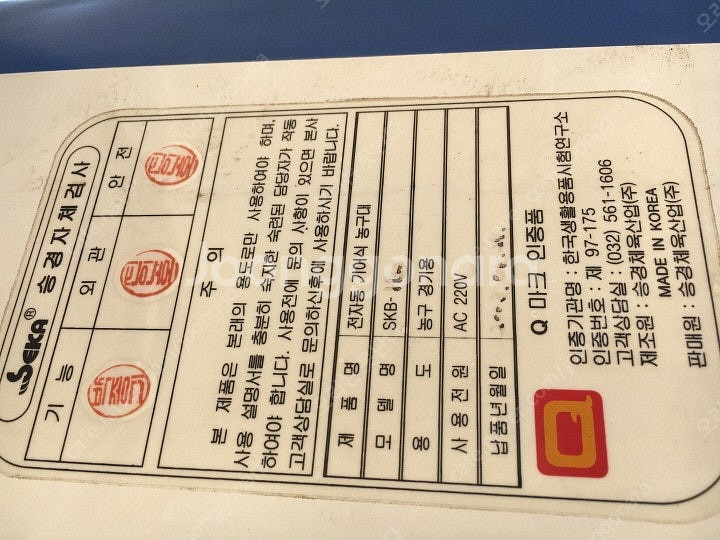 SEKA® 승경자체검사
기 능 외 관 안 전
주 의
본 제품은 본래의 용도로만 사용하여야 하며,
사용 설명서를 충분히 숙지한 숙련된 담당자가 작동
하여야 합니다. 사용전에 문의 사항이 있으면 본사
고객상담실로 문의하신후에 사용하시기 바랍니다.
제 품 명 전자동 기어식 농구대
모 델 명 SKB-
용 도 농구 경기용
사용전원 AC 220V
납품년월일
Q
Q 마크 인증품
인증기관명 : 한국생활용품시험연구소
인증번호 : 제 97-175
고객상담실 : (032) 561-1606
제조원 : 승경체육산업(주)
MADE IN KOREA
판매원 : 승경체육산업(주)
Joonggonara